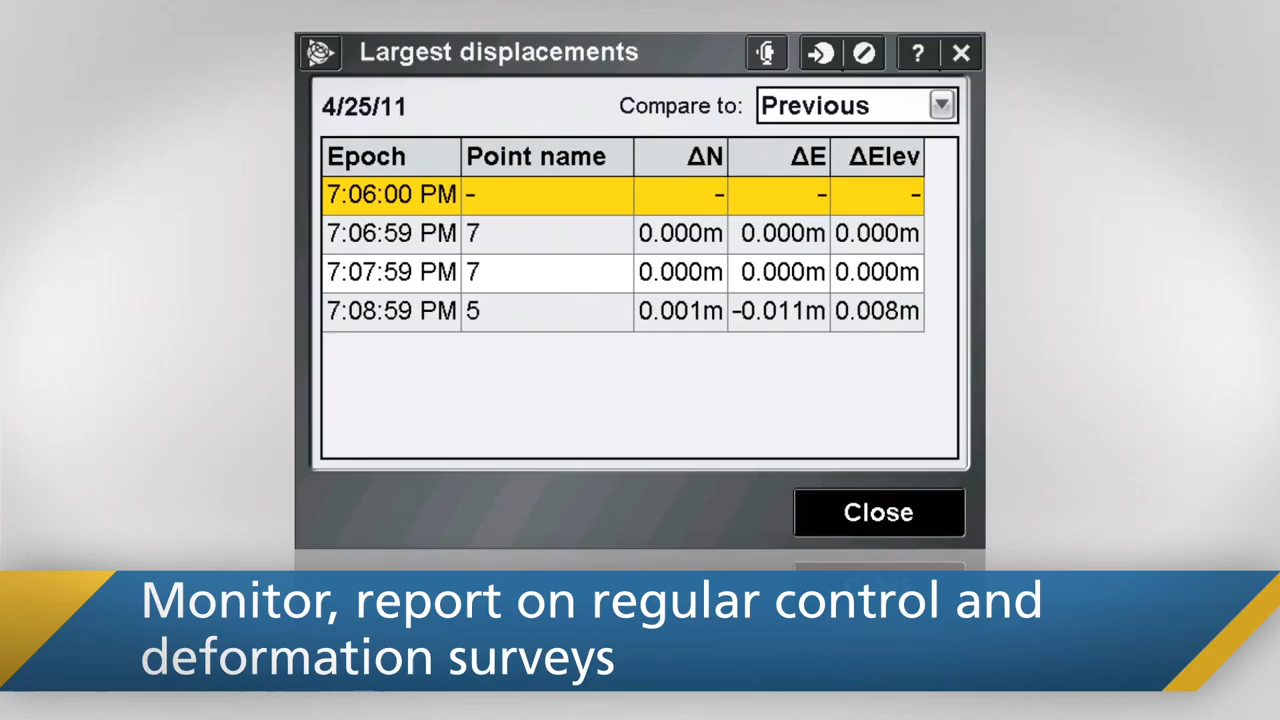 Largest displacements
?
4/25/11 Compare to: Previous
Epoch Point name ΔN ΔE ΔElev
7:06:00 PM - - - -
7:06:59 PM 7 0.000m 0.000m 0.000m
7:07:59 PM 7 0.000m 0.000m 0.000m
7:08:59 PM 5 0.001m -0.011m 0.008m
Close
Monitor, report on regular control and
deformation surveys